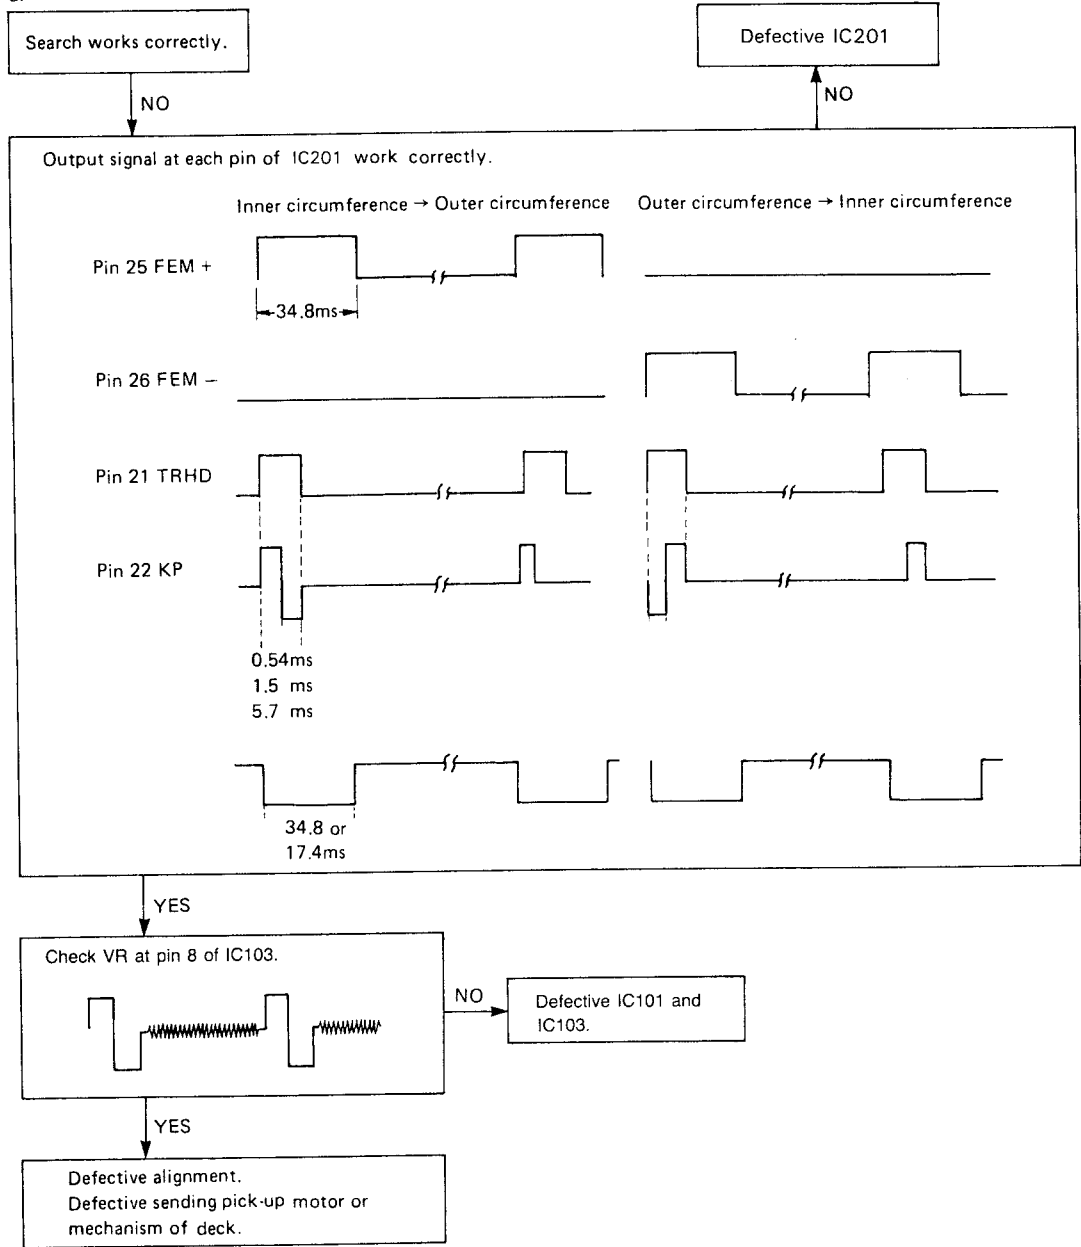 Search works correctly.
Defective IC201
NO
NO
Output signal at each pin of IC201 work correctly.
Inner circumference → Outer circumference
Outer circumference → Inner circumference
Pin 25 FEM +
34.8ms
Pin 26 FEM −
Pin 21 TRHD
Pin 22 KP
0.54ms
1.5 ms
5.7 ms
34.8 or
17.4ms
YES
Check VR at pin 8 of IC103.
NO
Defective IC101 and
IC103.
YES
Defective alignment.
Defective sending pick-up motor or
mechanism of deck.